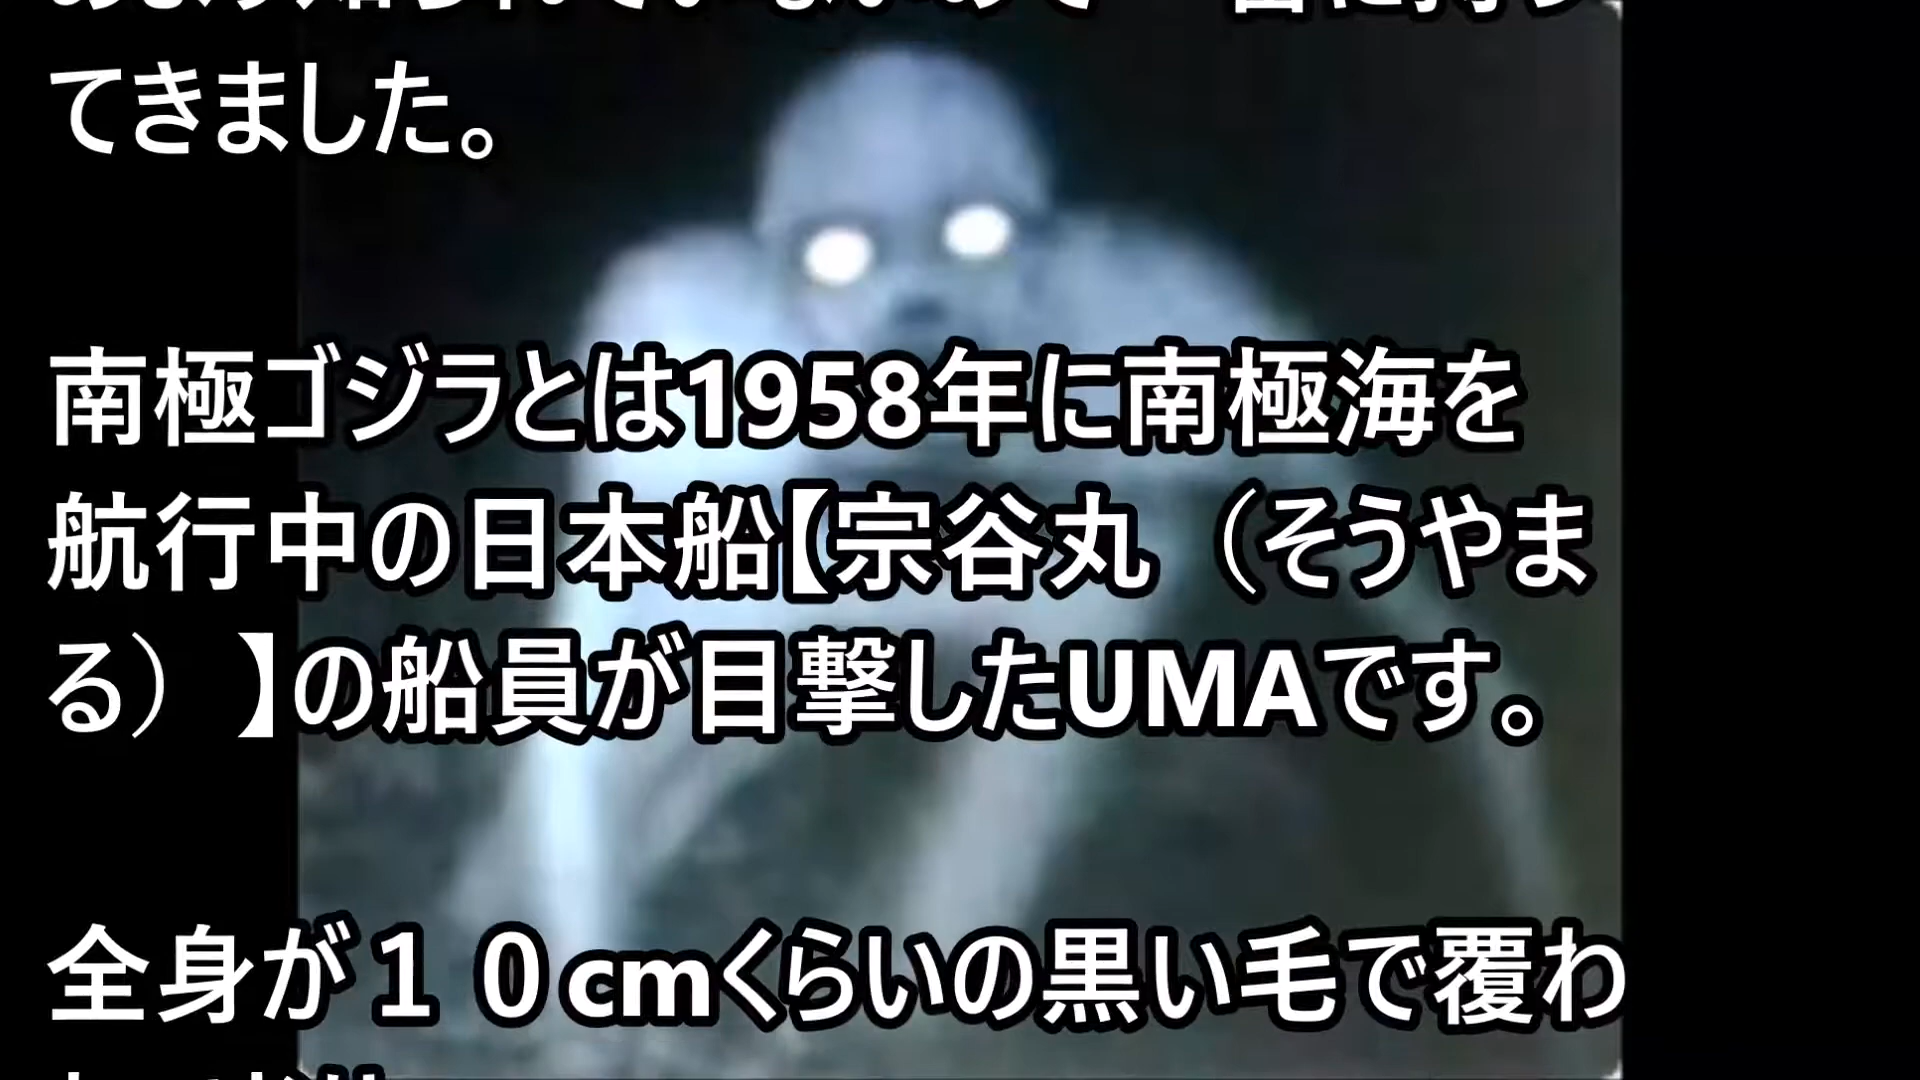 てきました。
南極ゴジラとは1958年に南極海を
航行中の日本船【宗谷丸（そうやま
る）】の船員が目撃したUMAです。
全身が１０cmくらいの黒い毛で覆わ